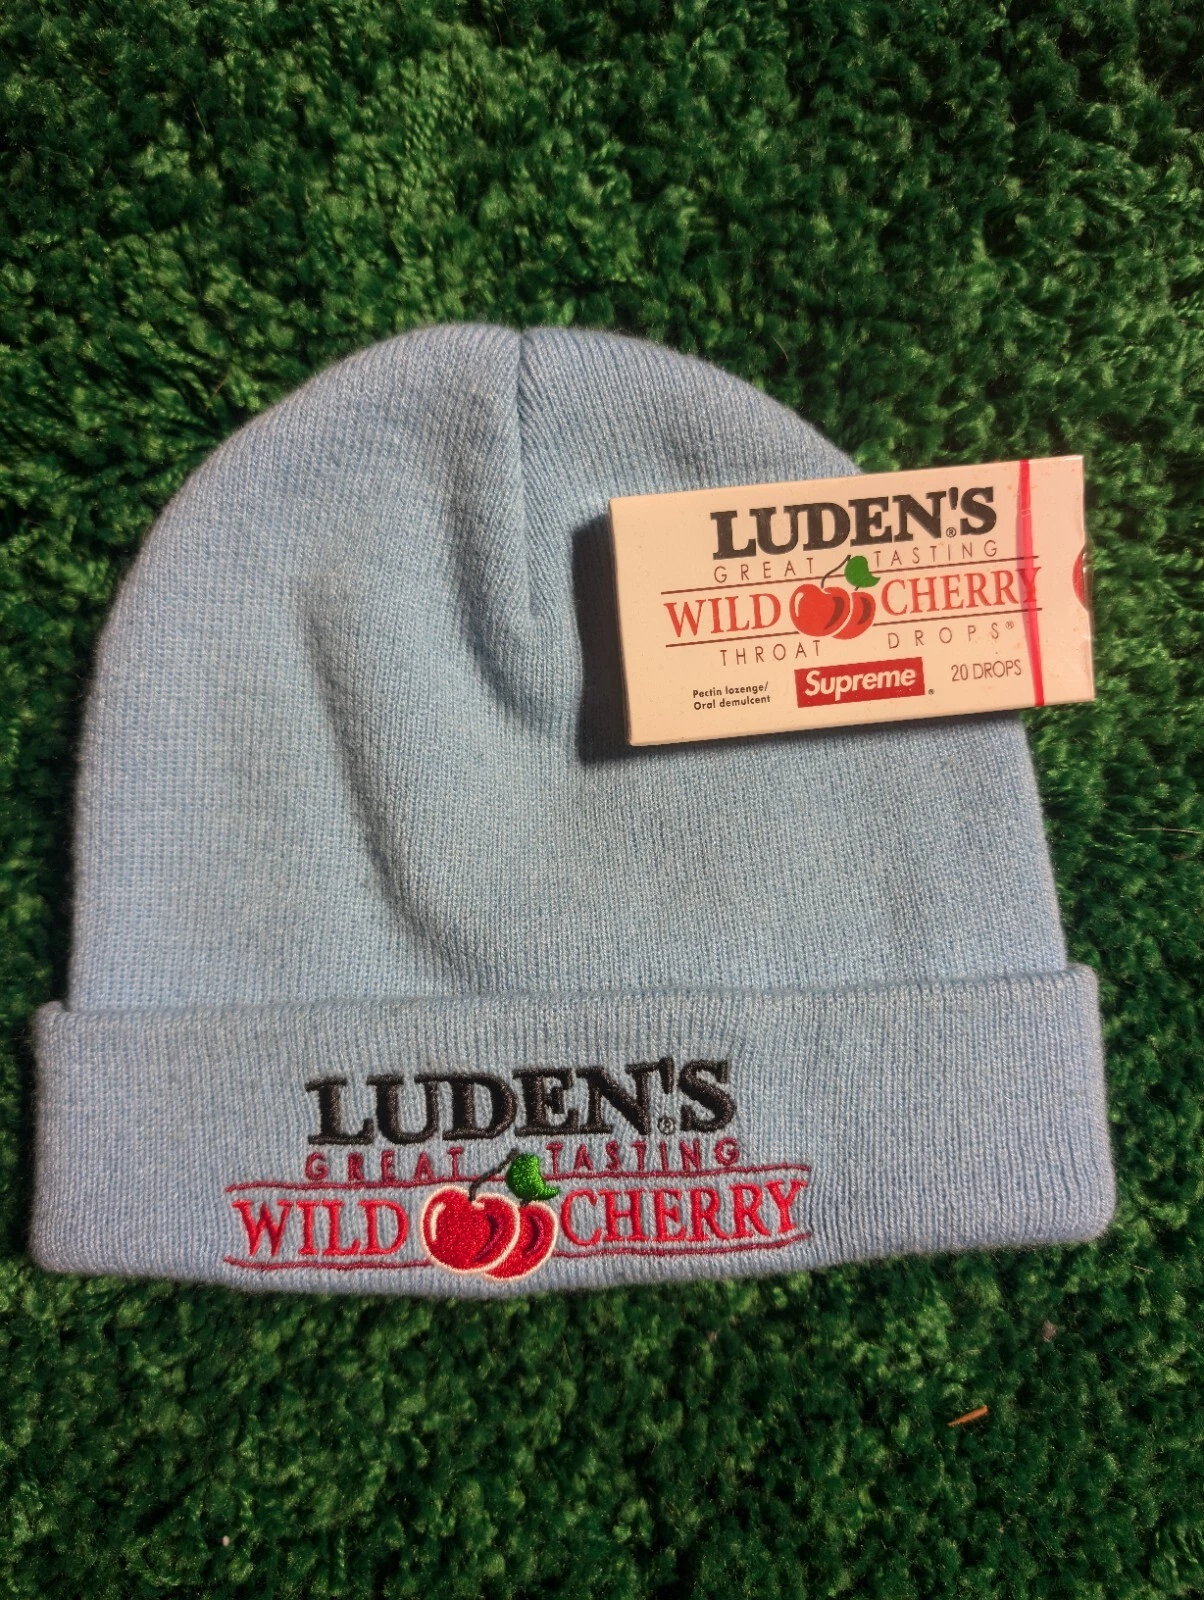 LUDEN'S®
GREAT TASTING
WILD CHERRY
THROAT DROPS®
Pectin lozenge/
Oral demulcent
Supreme®
20 DROPS
LUDEN'S®
GREAT TASTING
WILD CHERRY